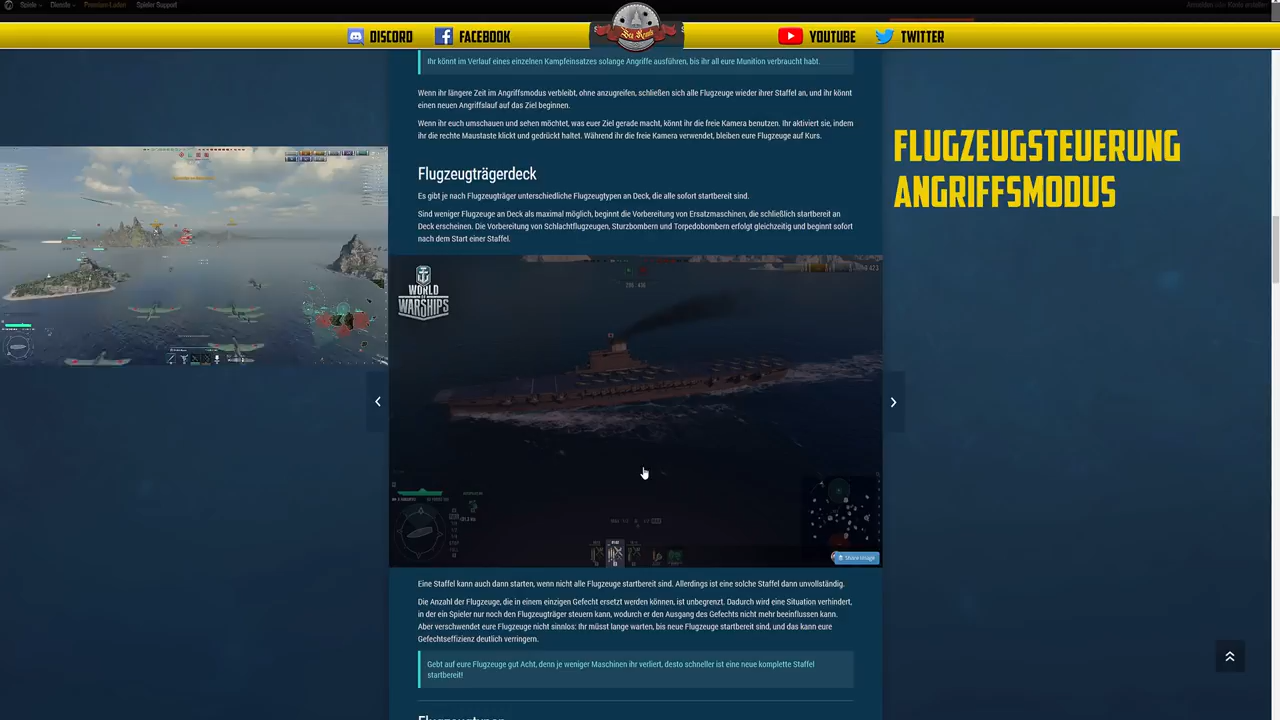 Spiele
Dienste
Premium-Laden
Spieler Support
DISCORD
FACEBOOK
YOUTUBE
TWITTER
Ihr könnt im Verlauf eines einzelnen Kampfeinsatzes solange Angriffe ausführen, bis ihr all eure Munition verbraucht habt.
Wenn ihr längere Zeit im Angriffsmodus verbleibt, ohne anzugreifen, schließen sich alle Flugzeuge wieder ihrer Staffel an, und ihr könnt
einen neuen Angriffslauf auf das Ziel beginnen.
Wenn ihr euch umschauen und sehen möchtet, was euer Ziel gerade macht, könnt ihr die freie Kamera benutzen. Ihr aktiviert sie, indem
ihr die rechte Maustaste klickt und gedrückt haltet. Während ihr die freie Kamera verwendet, bleiben eure Flugzeuge auf Kurs.
FLUGZEUGSTEUERUNG
ANGRIFFSMODUS
Flugzeugträgerdeck
Es gibt je nach Flugzeugträger unterschiedliche Flugzeugtypen an Deck, die alle sofort startbereit sind.
Sind weniger Flugzeuge an Deck als maximal möglich, beginnt die Vorbereitung von Ersatzmaschinen, die schließlich startbereit an
Deck erscheinen. Die Vorbereitung von Schlachtflugzeugen, Sturzbombern und Torpedobombern erfolgt gleichzeitig und beginnt sofort
nach dem Start einer Staffel.
WORLD
OF
WARSHIPS
Share Image
Eine Staffel kann auch dann starten, wenn nicht alle Flugzeuge startbereit sind. Allerdings ist eine solche Staffel dann unvollständig.
Die Anzahl der Flugzeuge, die in einem einzigen Gefecht ersetzt werden können, ist unbegrenzt. Dadurch wird eine Situation verhindert,
in der ein Spieler nur noch den Flugzeugträger steuern kann, wodurch er den Ausgang des Gefechts nicht mehr beeinflussen kann.
Aber verschwendet eure Flugzeuge nicht sinnlos: Ihr müsst lange warten, bis neue Flugzeuge startbereit sind, und das kann eure
Gefechtseffizienz deutlich verringern.
Gebt auf eure Flugzeuge gut Acht, denn je weniger Maschinen ihr verliert, desto schneller ist eine neue komplette Staffel
startbereit!
Flugzeugtypen